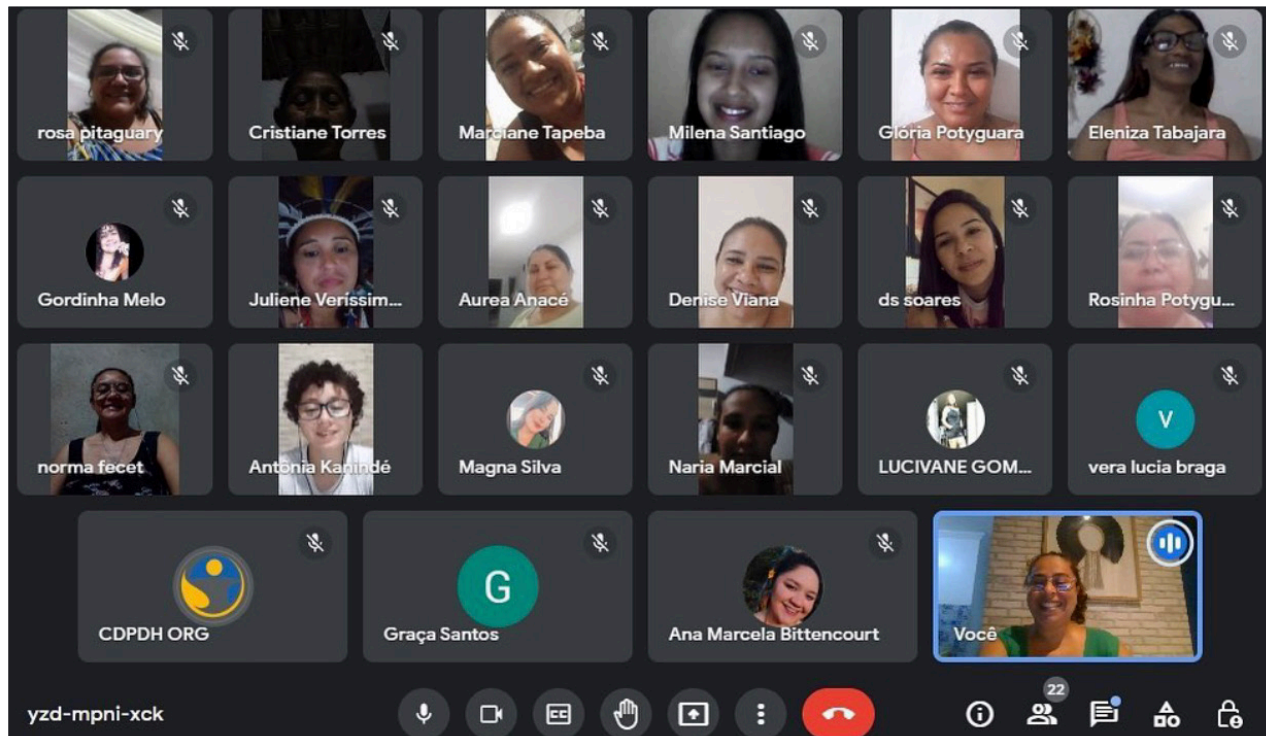 rosa pitaguary
Cristiane Torres
Marciane Tapeba
Milena Santiago
Glória Potyguara
Eleniza Tabajara
Gordinha Melo
Juliene Veríssim...
Aurea Anacé
Denise Viana
ds soares
Rosinha Potygu...
norma fecet
Antônia Kanindé
Magna Silva
Naria Marcial
LUCIVANE GOM...
V
vera lucia braga
CDPDH ORG
G
Graça Santos
Ana Marcela Bittencourt
Você
22
yzd-mpni-xck
CC